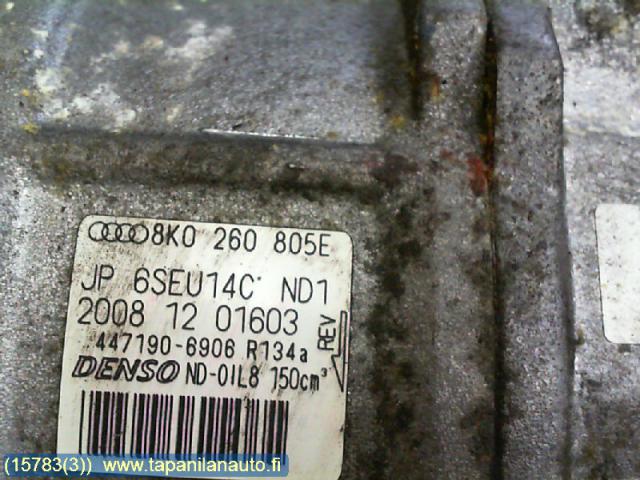 8K0 260 805E
JP 6SEU14C ND1
2008 12 01603
447190-6906 R134a
REV
DENSO ND-OIL8 150cm³
(15783(3)) www.tapanilanauto.fi